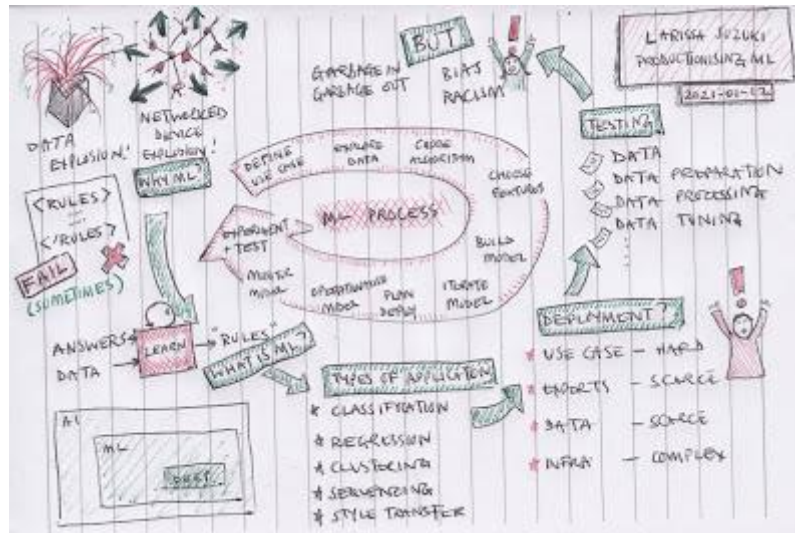 LARISSA SUZUKI
PRODUCTIONISING ML
2021-01-12
DATA
EXPLOSION!
NETWORKED
DEVICE
EXPLOSION!
WHY ML?
<RULES>
</RULES>
FAIL
(SOMETIMES)
ANSWERS
DATA
LEARN
"RULES"
WHAT IS ML?
AI
ML
DEEP
TYPES OF APPLICATION
* CLASSIFICATION
* REGRESSION
* CLUSTERING
* SEQUENZING
* STYLE TRANSFER
DEPLOYMENT?
* USE CASE - HARD
* EXPERTS - SCARCE
* DATA - SCARCE
* INFRA - COMPLEX
TESTING
DATA
DATA PREPARATION
DATA PROCESSING
DATA TUNING
BUT
!
GARBAGE IN
GARBAGE OUT
BIAS
RACISM
ML PROCESS
DEFINE
USE CASE
EXPLORE
DATA
CHOOSE
ALGORITHM
CHOOSE
FEATURES
BUILD
MODEL
ITERATE
MODEL
PLAN
DEPLOY
OPERATIONALISE
MODEL
MONITOR
MODEL
EXPERIMENT
+ TEST
!